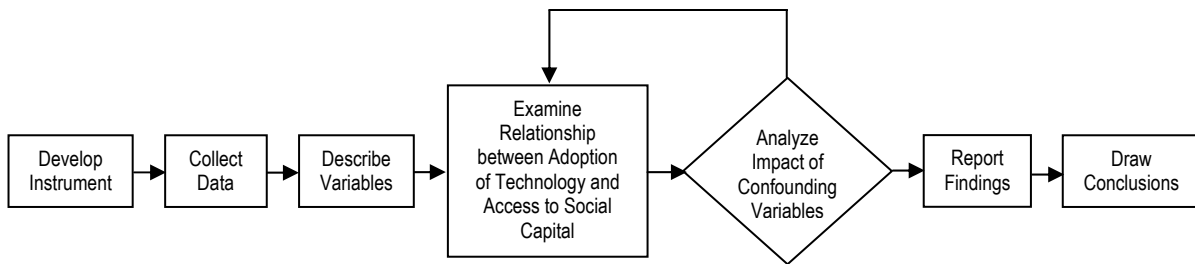 Develop
Instrument
Collect
Data
Describe
Variables
Examine
Relationship
between Adoption
of Technology and
Access to Social
Capital
Analyze
Impact of
Confounding
Variables
Report
Findings
Draw
Conclusions